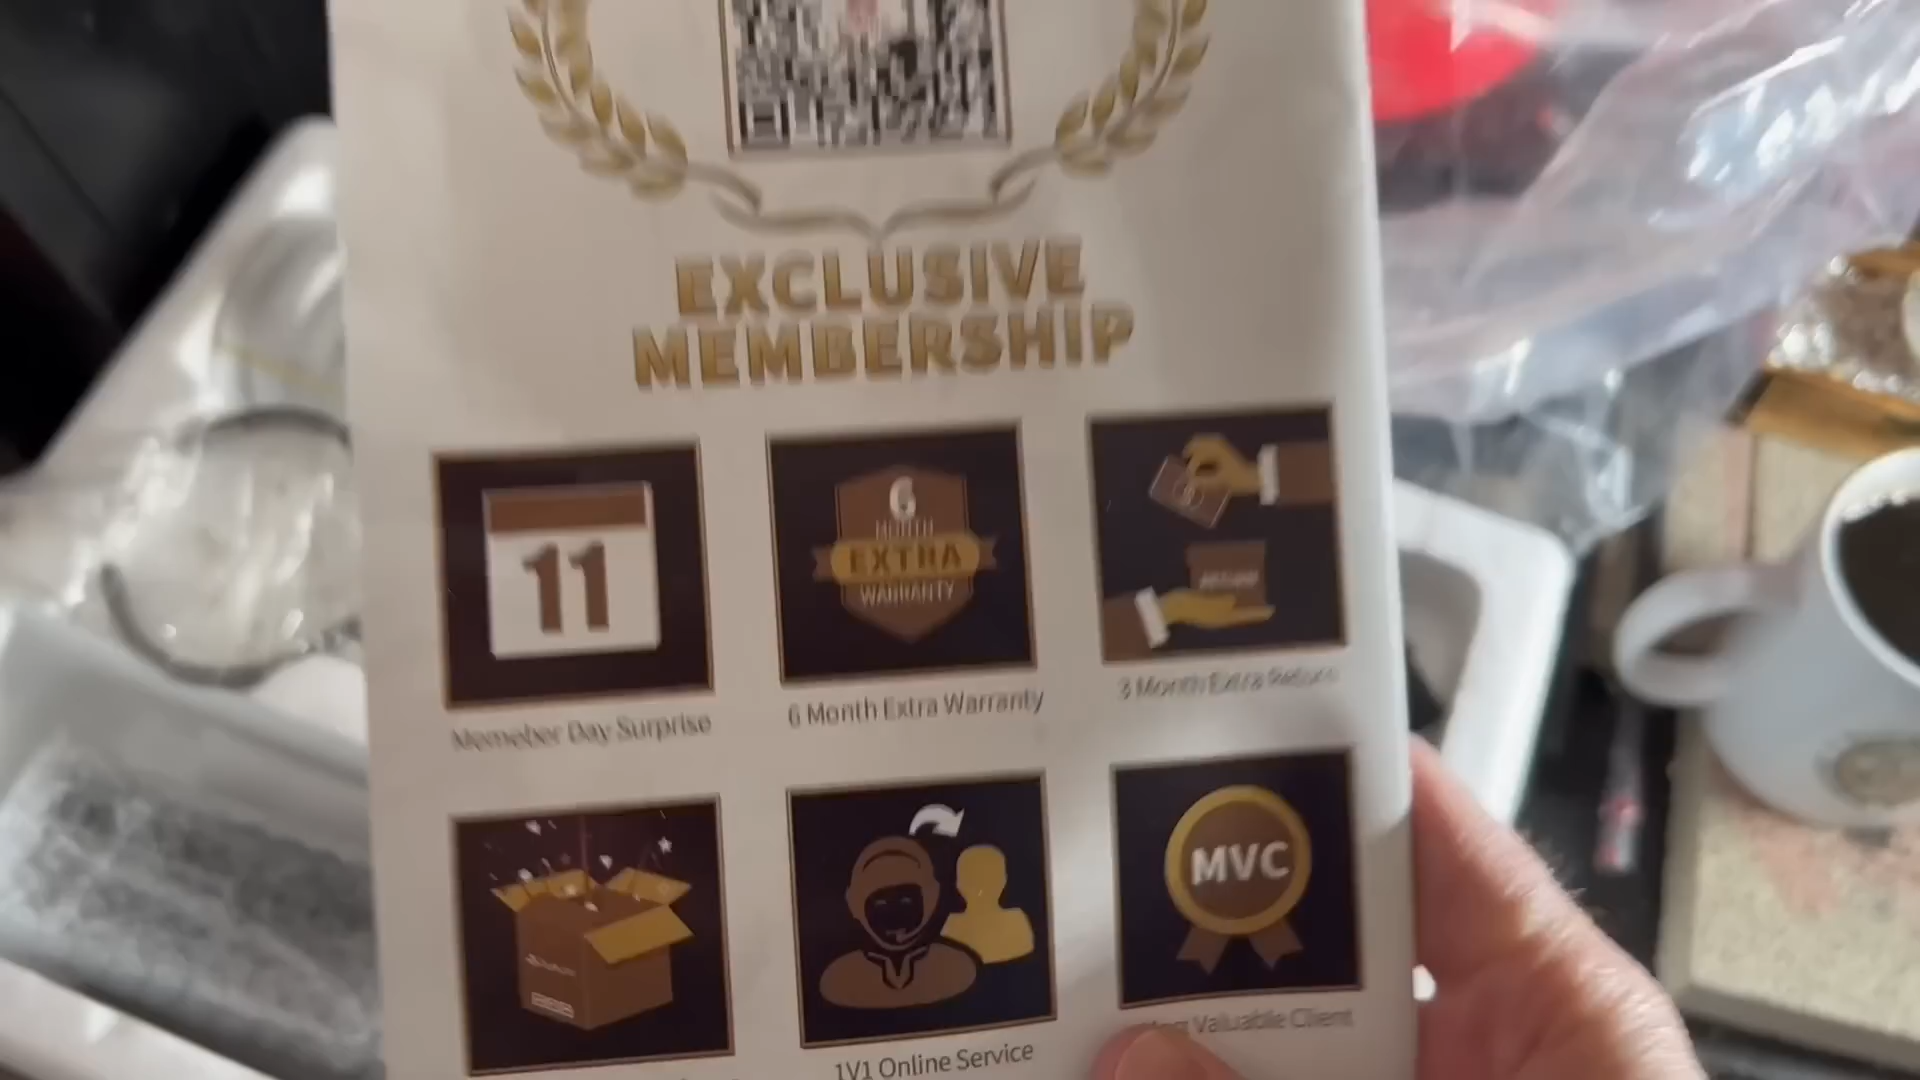 EXCLUSIVE
MEMBERSHIP
11
6
MONTH
EXTRA
WARRANTY
Memeber Day Surprise
6 Month Extra Warranty
3 Month Extra Return
MVC
1V1 Online Service
Valuable Client